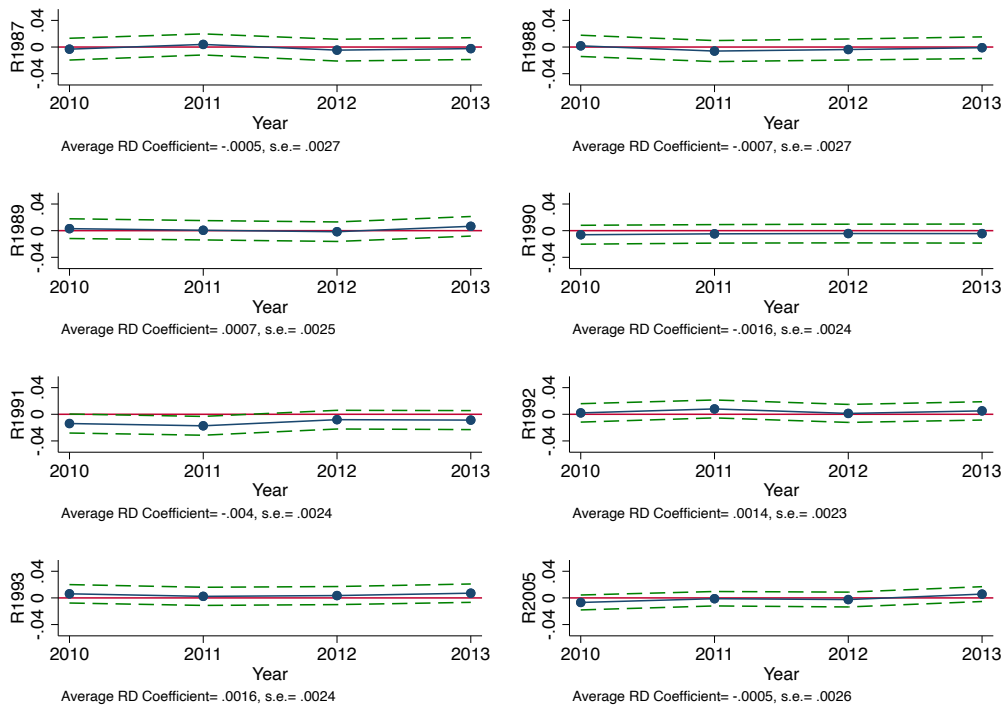 R1987
.04
0
-.04
2010 2011 2012 2013
Year
Average RD Coefficient= -.0005, s.e.= .0027
R1988
.04
0
-.04
2010 2011 2012 2013
Year
Average RD Coefficient= -.0007, s.e.= .0027
R1989
.04
0
-.04
2010 2011 2012 2013
Year
Average RD Coefficient= .0007, s.e.= .0025
R1990
.04
0
-.04
2010 2011 2012 2013
Year
Average RD Coefficient= -.0016, s.e.= .0024
R1991
.04
0
-.04
2010 2011 2012 2013
Year
Average RD Coefficient= -.004, s.e.= .0024
R1992
.04
0
-.04
2010 2011 2012 2013
Year
Average RD Coefficient= .0014, s.e.= .0023
R1993
.04
0
-.04
2010 2011 2012 2013
Year
Average RD Coefficient= .0016, s.e.= .0024
R2005
.04
0
-.04
2010 2011 2012 2013
Year
Average RD Coefficient= -.0005, s.e.= .0026